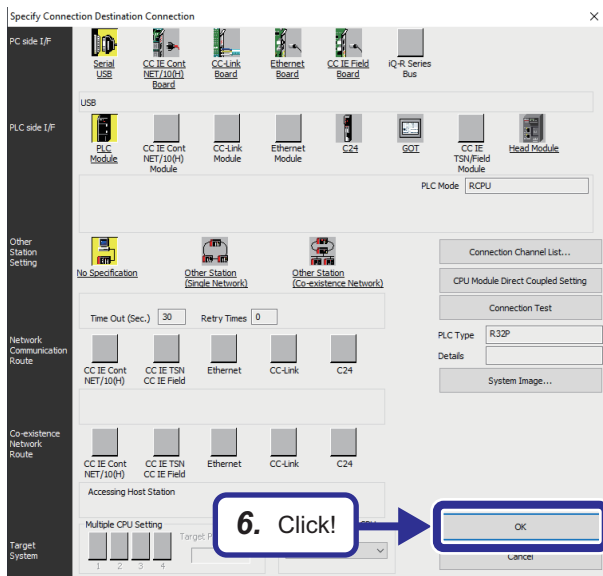 Specify Connection Destination Connection
PC side I/F
Serial
USB
CC IE Cont
NET/10(H)
Board
CC-Link
Board
Ethernet
Board
CC IE Field
Board
iQ-R Series
Bus
USB
PLC side I/F
PLC
Module
CC IE Cont
NET/10(H)
Module
CC-Link
Module
Ethernet
Module
C24
GOT
CC IE
TSN/Field
Module
Head Module
PLC Mode RCPU
Other
Station
Setting
No Specification
Other Station
(Single Network)
Other Station
(Co-existence Network)
Connection Channel List...
CPU Module Direct Coupled Setting
Time Out (Sec.) 30 Retry Times 0
Connection Test
PLC Type R32P
Details
System Image...
Network
Communication
Route
CC IE Cont
NET/10(H)
CC IE TSN
CC IE Field
Ethernet
CC-Link
C24
Co-existence
Network
Route
CC IE Cont
NET/10(H)
CC IE TSN
CC IE Field
Ethernet
CC-Link
C24
Accessing Host Station
Multiple CPU Setting
Target
6. Click!
OK
Cancel
Target
System
1 2 3 4